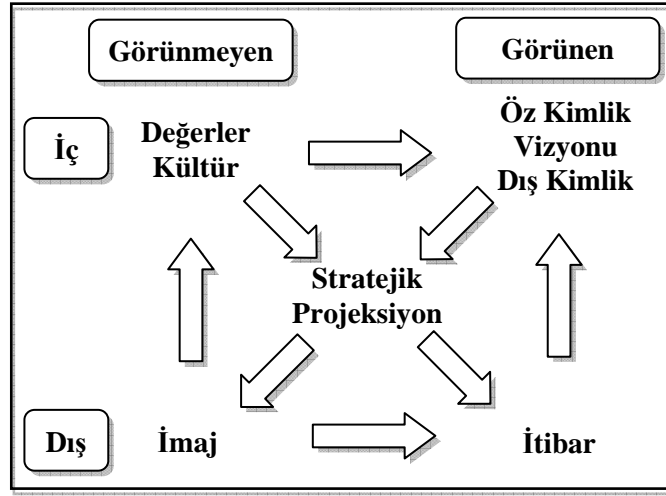 Görünmeyen
Görünen
İç
Değerler
Kültür
Öz Kimlik
Vizyonu
Dış Kimlik
Stratejik
Projeksiyon
Dış
İmaj
İtibar